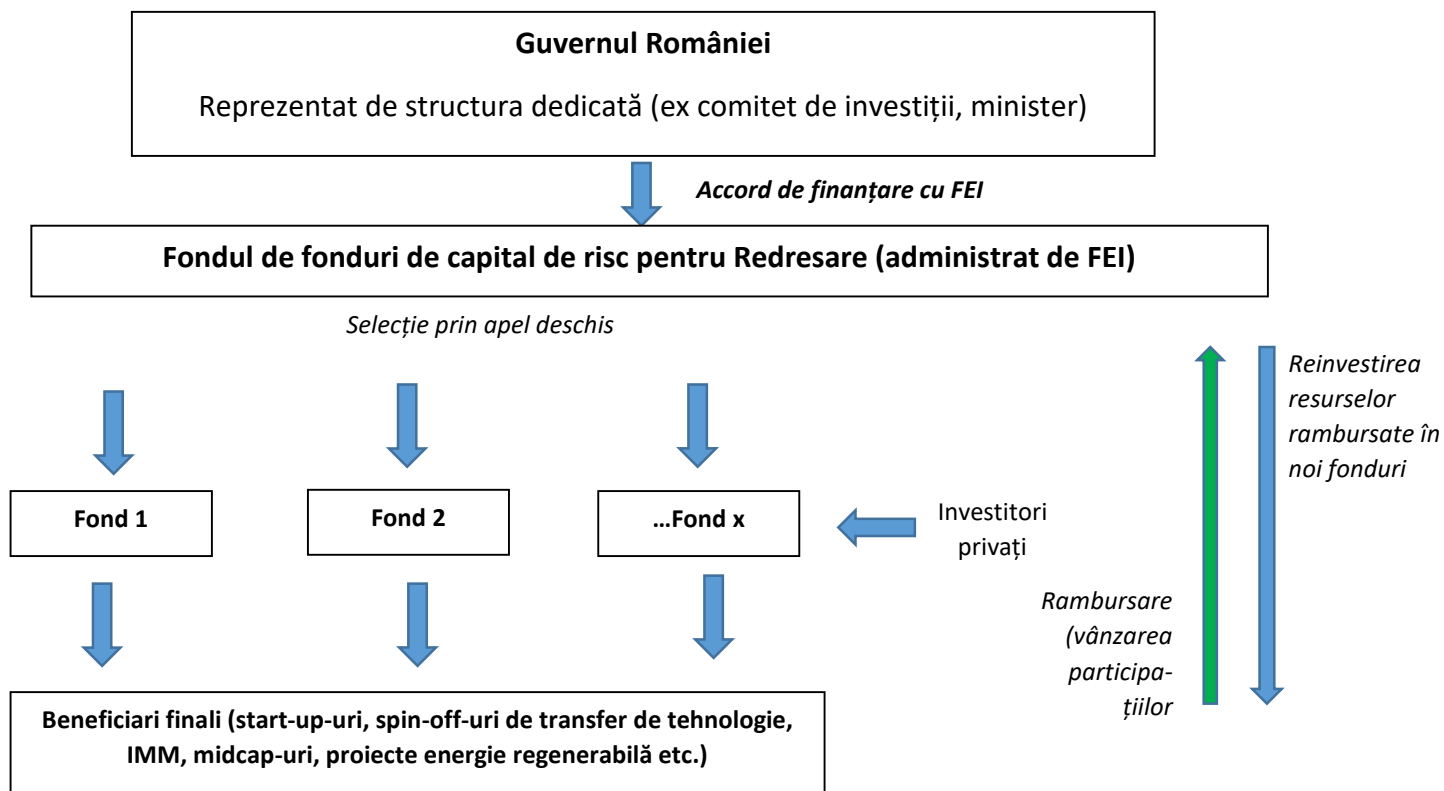 Guvernul României
Reprezentat de structura dedicată (ex comitet de investiții, minister)
Accord de finanțare cu FEI
Fondul de fonduri de capital de risc pentru Redresare (administrat de FEI)
Selecție prin apel deschis
Reinvestirea
resurselor
rambursate în
noi fonduri
Fond 1
Fond 2
...Fond x
Investitori
privați
Rambursare
(vânzarea
participa-
țiilor
Beneficiari finali (start-up-uri, spin-off-uri de transfer de tehnologie,
IMM, midcap-uri, proiecte energie regenerabilă etc.)